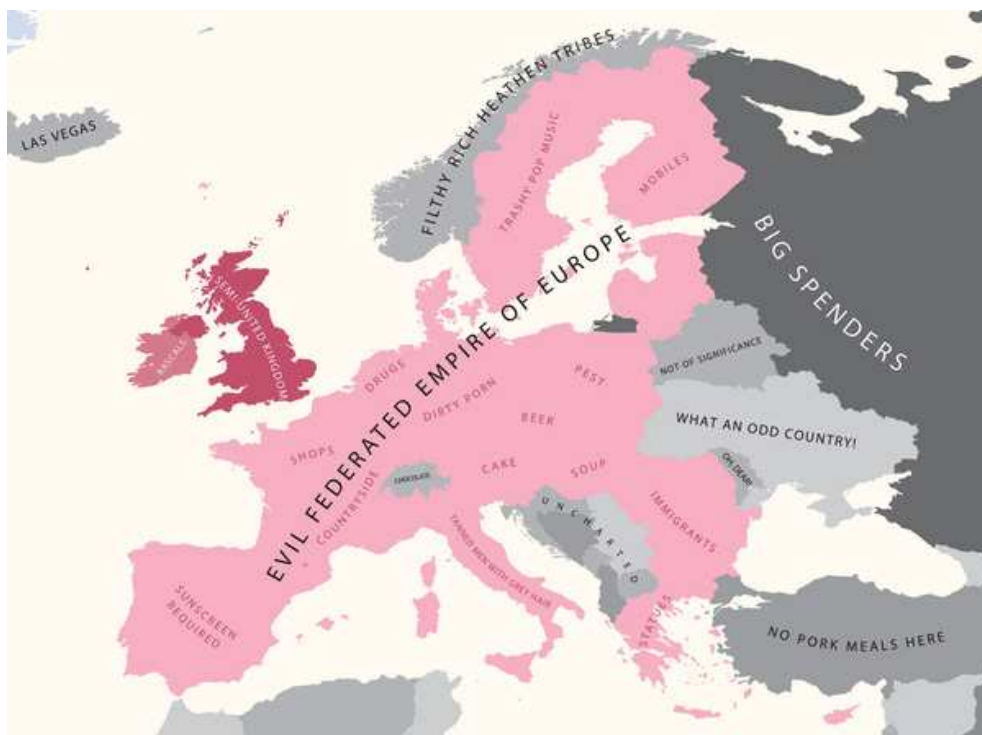 LAS VEGAS
FILTHY RICH HEATHEN TRIBES
TRASHY POP MUSIC
MOBILES
BIG SPENDERS
SEMI-UNITED KINGDOM
RASCALS
EVIL FEDERATED EMPIRE OF EUROPE
DRUGS
DIRTY PORN
PEST
NOT OF SIGNIFICANCE
BEER
WHAT AN ODD COUNTRY!
SHOPS
COUNTRYSIDE
CHOCOLATE
CAKE
SOUP
OH, DEAR!
UNCHARTED
IMMIGRANTS
TANNED MEN WITH GREY HAIR
SUNSCREEN
REQUIRED
STATUES
NO PORK MEALS HERE